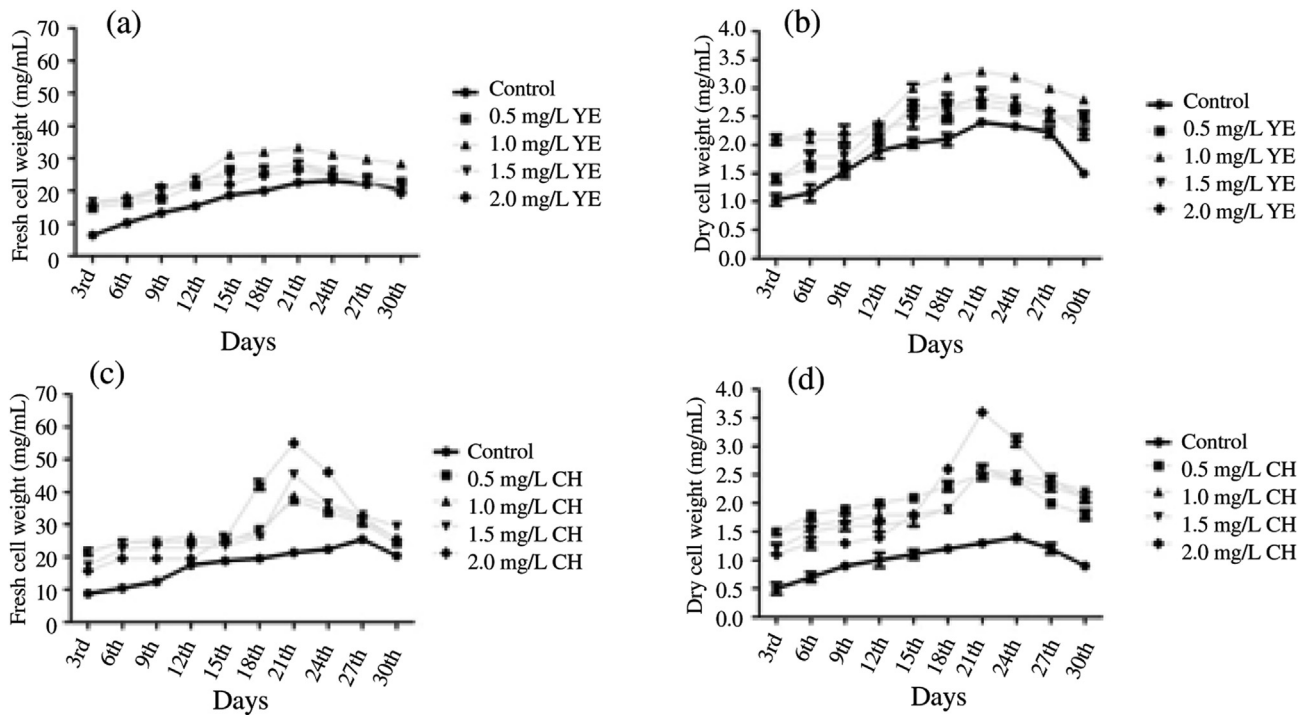 (a)
Fresh cell weight (mg/mL)
70
60
50
40
30
20
10
0
3rd 6th 9th 12th 15th 18th 21th 24th 27th 30th
Days
Control
0.5 mg/L YE
1.0 mg/L YE
1.5 mg/L YE
2.0 mg/L YE
(b)
Dry cell weight (mg/mL)
4.0
3.5
3.0
2.5
2.0
1.5
1.0
0.5
0.0
3rd 6th 9th 12th 15th 18th 21th 24th 27th 30th
Days
Control
0.5 mg/L YE
1.0 mg/L YE
1.5 mg/L YE
2.0 mg/L YE
(c)
Fresh cell weight (mg/mL)
70
60
50
40
30
20
10
0
3rd 6th 9th 12th 15th 18th 21th 24th 27th 30th
Days
Control
0.5 mg/L CH
1.0 mg/L CH
1.5 mg/L CH
2.0 mg/L CH
(d)
Dry cell weight (mg/mL)
4.0
3.5
3.0
2.5
2.0
1.5
1.0
0.5
0.0
3rd 6th 9th 12th 15th 18th 21th 24th 27th 30th
Days
Control
0.5 mg/L CH
1.0 mg/L CH
1.5 mg/L CH
2.0 mg/L CH